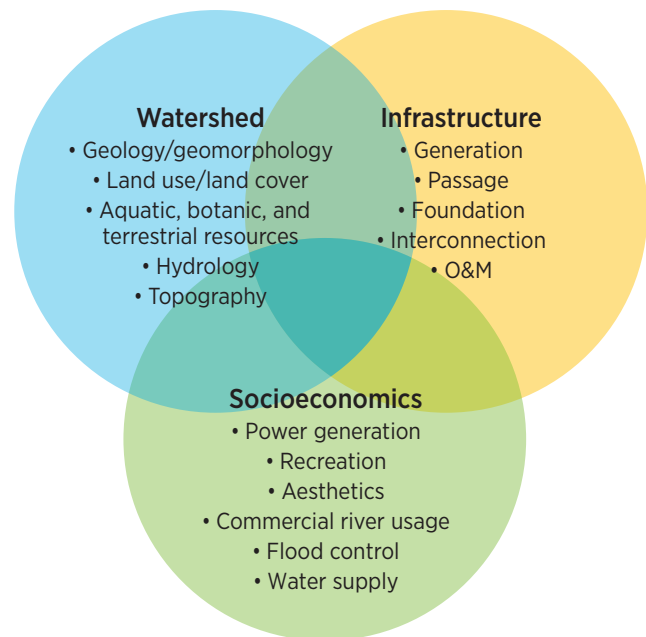 Watershed
• Geology/geomorphology
• Land use/land cover
• Aquatic, botanic, and
terrestrial resources
• Hydrology
• Topography
Infrastructure
• Generation
• Passage
• Foundation
• Interconnection
• O&M
Socioeconomics
• Power generation
• Recreation
• Aesthetics
• Commercial river usage
• Flood control
• Water supply